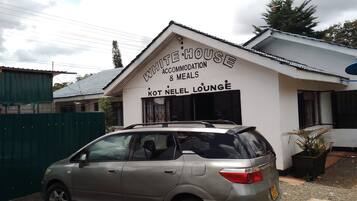 WHITE HOUSE
ACCOMMODATION
& MEALS
KOT NELEL LOUNGE